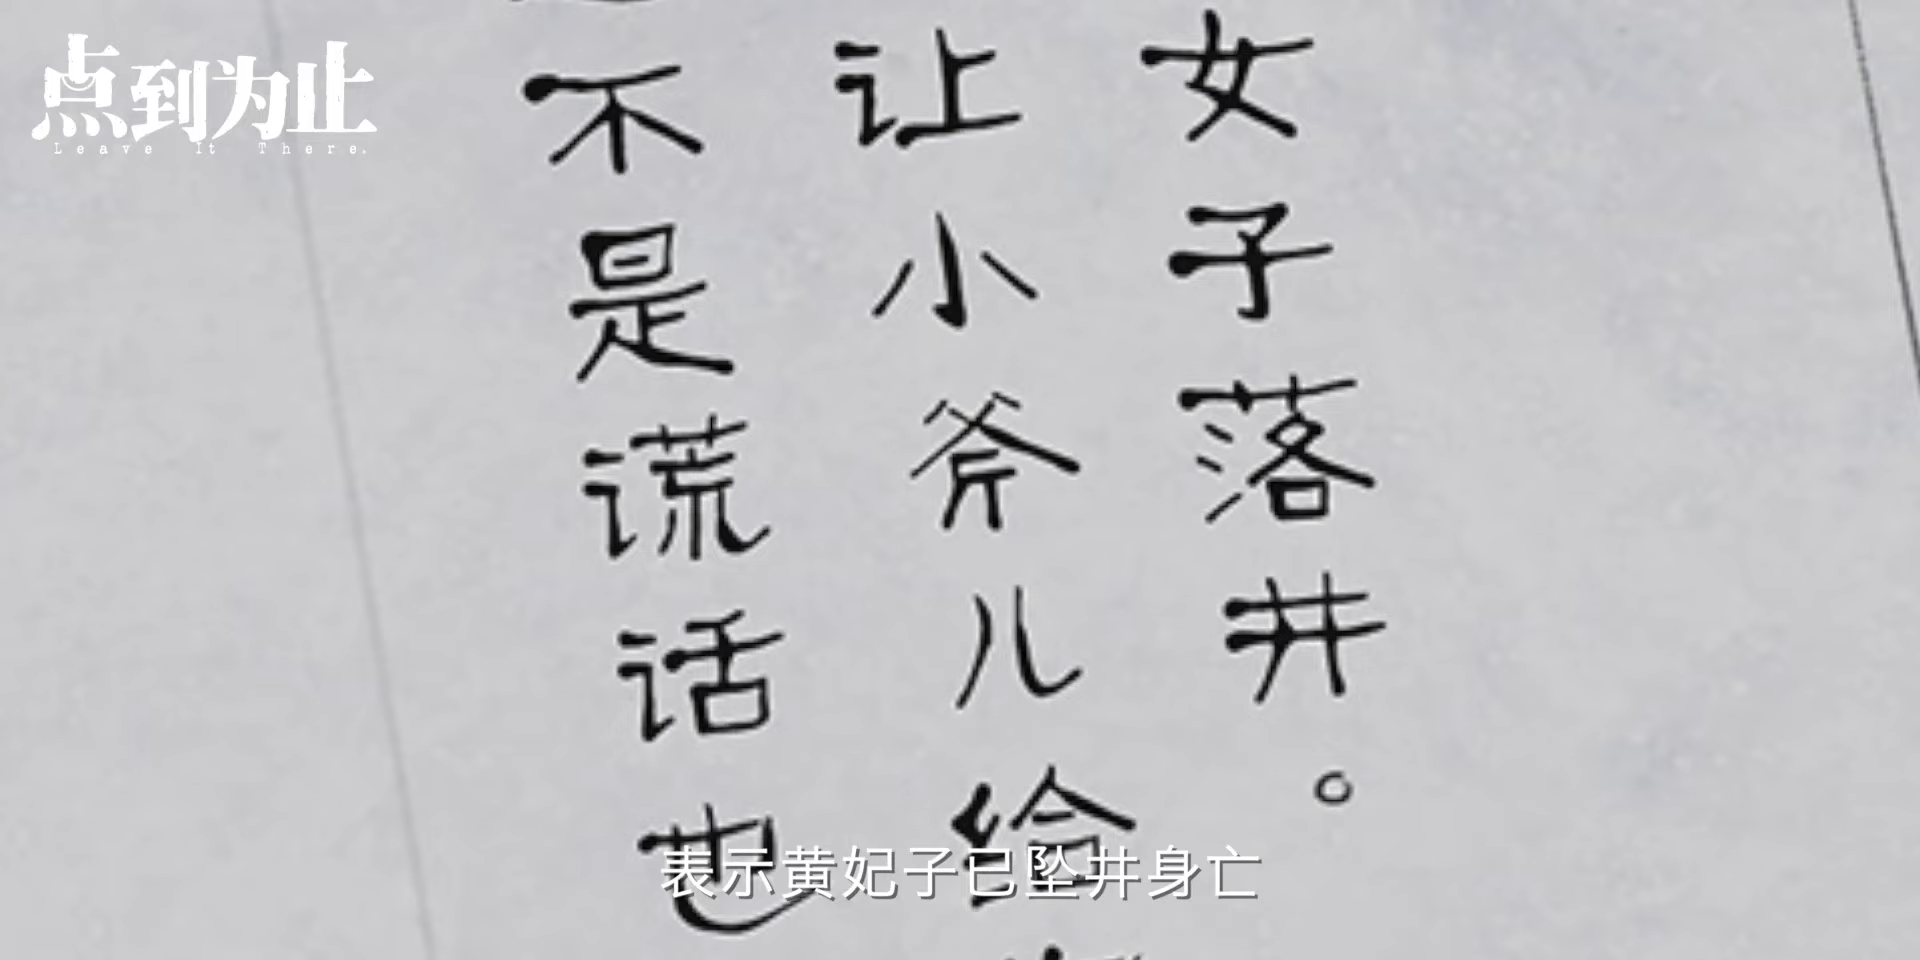 点到为止
Leave It There.
女子落井。
让小斧儿给
不是谎话也
表示黄妃子已坠井身亡